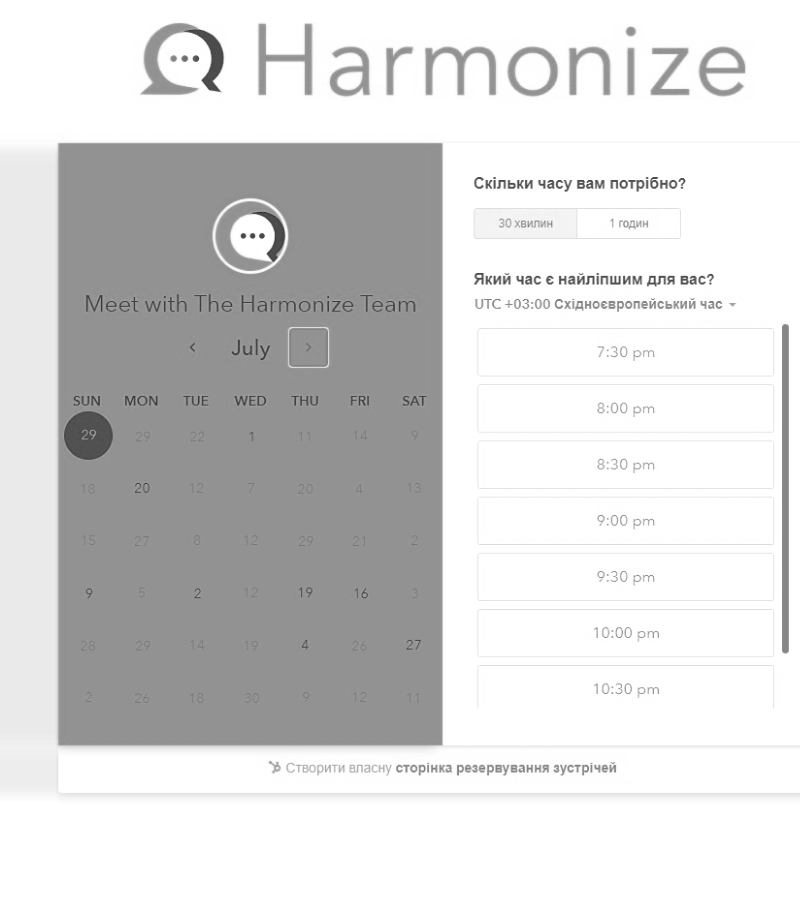 Harmonize
Meet with The Harmonize Team
July
SUN MON TUE WED THU FRI SAT
29 29 22 1 11 14 9
18 20 12 7 20 4 13
15 27 8 12 29 21 2
9 5 2 12 19 16 3
28 29 14 19 4 26 27
2 26 18 30 9 12 11
Скільки часу вам потрібно?
30 хвилин 1 годин
Який час є найліпшим для вас?
UTC +03:00 Східноєвропейський час
7:30 pm
8:00 pm
8:30 pm
9:00 pm
9:30 pm
10:00 pm
10:30 pm
Створити власну сторінка резервування зустрічей